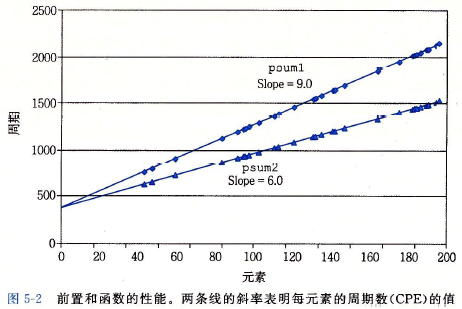 2500
2000
1500
1000
500
0
周期
psum1
Slope = 9.0
psum2
Slope = 6.0
0 20 40 60 80 100 120 140 160 180 200
元素
图 5-2 前置和函数的性能。两条线的斜率表明每元素的周期数(CPE)的值